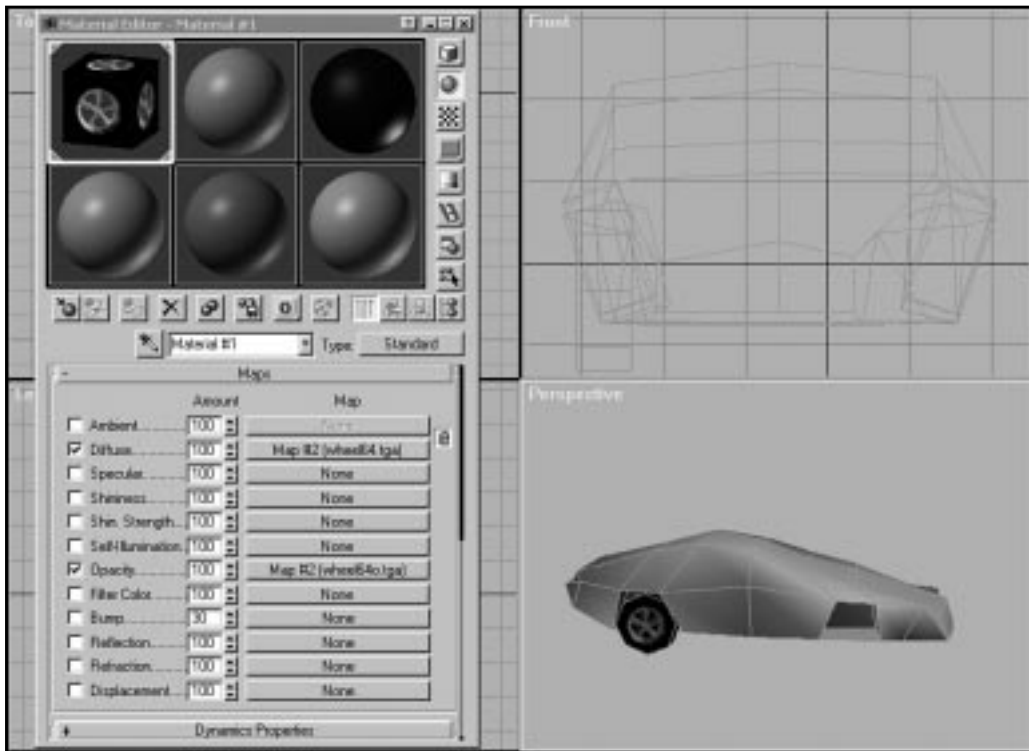 To
Material Editor - Material #1
Front
Material #1
Type:
Standard
-
Maps
Le
Perspective
Amount
Map
Ambient
100
None
Diffuse
100
Map #2 (wheel64.tga)
Specular
100
None
Shininess
100
None
Shin. Strength
100
None
Self-Illumination
100
None
Opacity
100
Map #2 (wheel64o.tga)
Filter Color
100
None
Bump
30
None
Reflection
100
None
Refraction
100
None
Displacement
100
None
+
Dynamics Properties